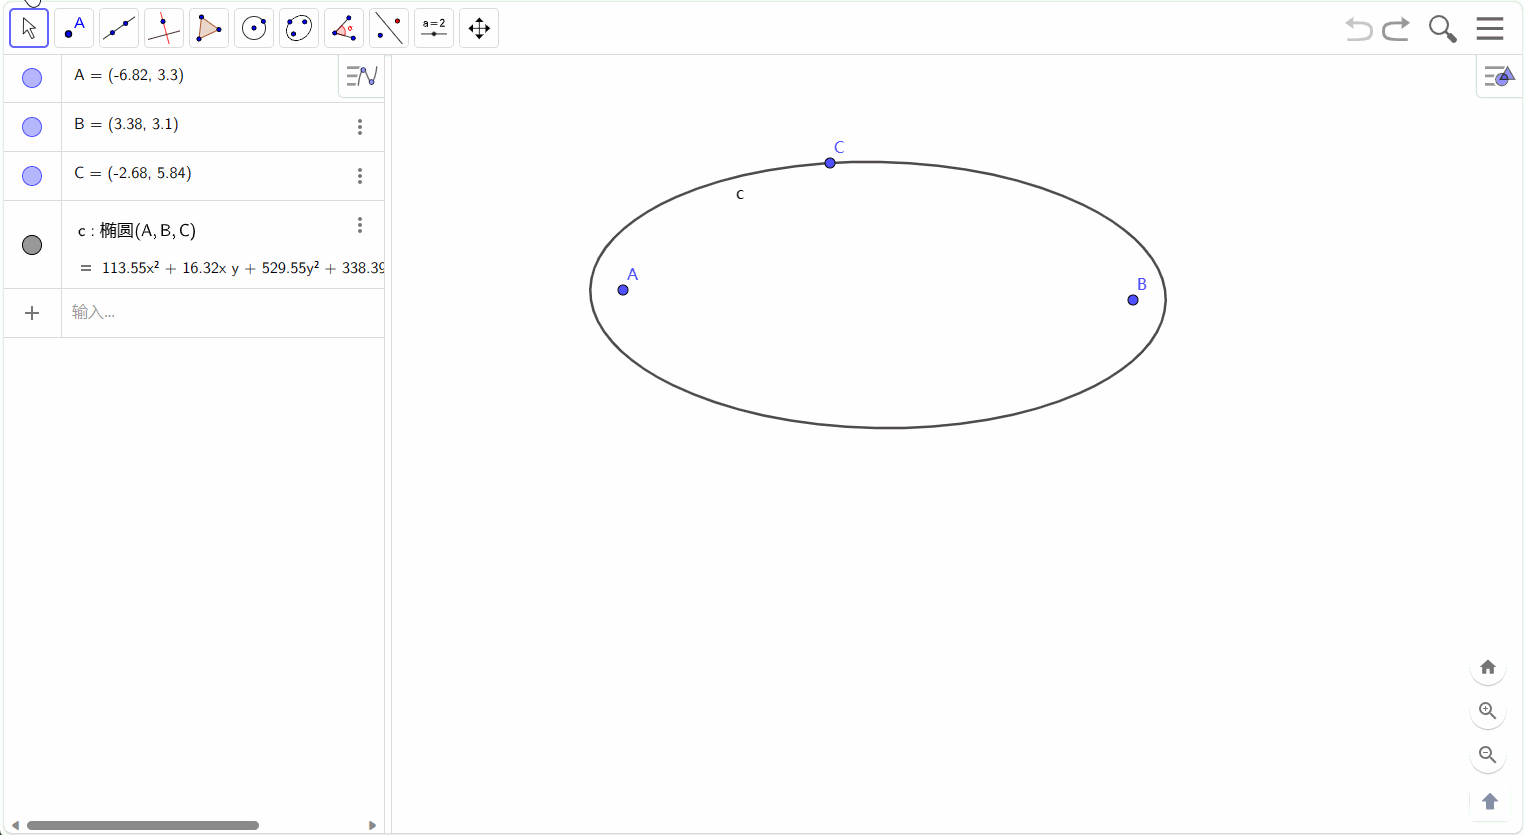 A
a=2
A = (-6.82, 3.3)
B = (3.38, 3.1)
C = (-2.68, 5.84)
c : 椭圆(A, B, C)
= 113.55x² + 16.32x y + 529.55y² + 338.39
+ 输入...
C
c
A
B